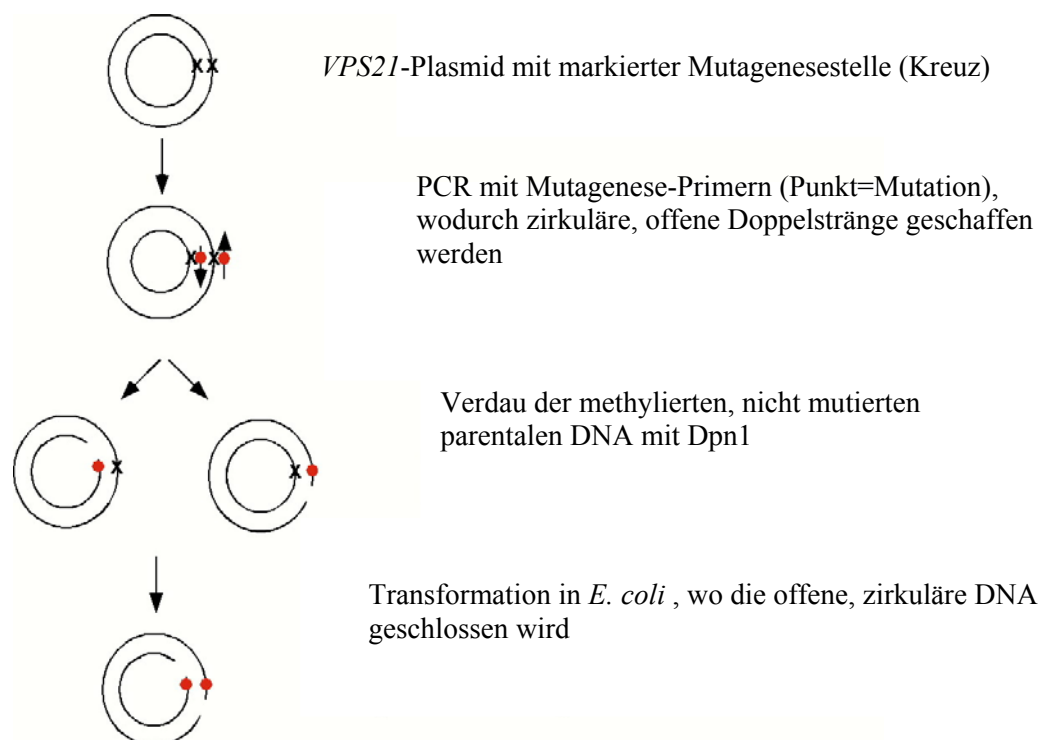 VPS21-Plasmid mit markierter Mutagenesestelle (Kreuz)
PCR mit Mutagenese-Primern (Punkt=Mutation),
wodurch zirkuläre, offene Doppelstränge geschaffen
werden
Verdau der methylierten, nicht mutierten
parentalen DNA mit Dpn1
Transformation in E. coli , wo die offene, zirkuläre DNA
geschlossen wird